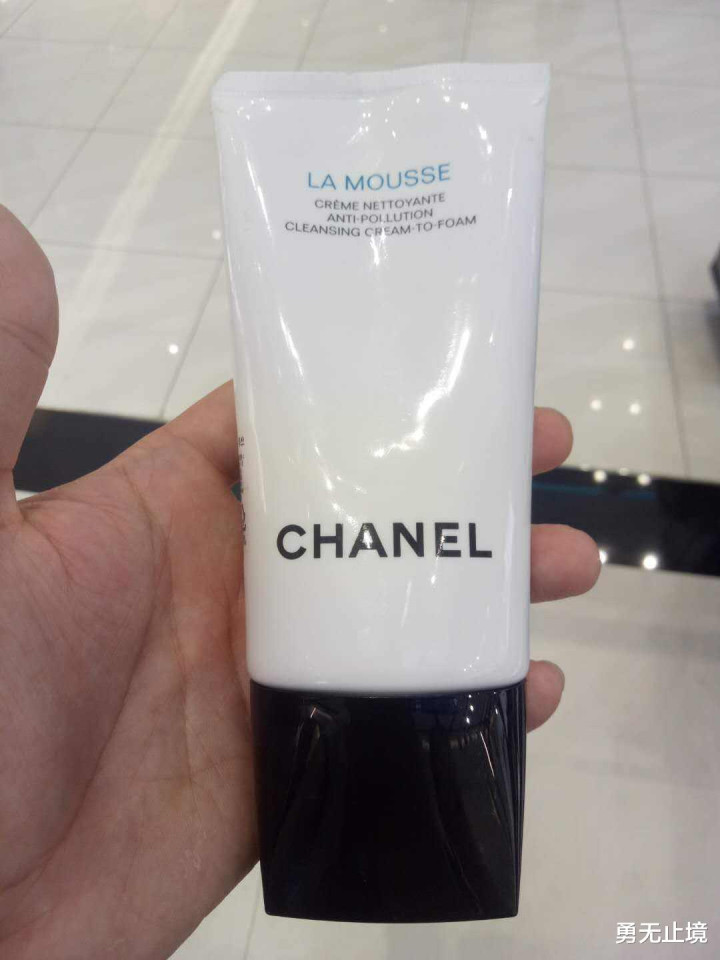 LA MOUSSE
CRÈME NETTOYANTE
ANTI-POLLUTION
CLEANSING CREAM-TO-FOAM
CHANEL
勇无止境